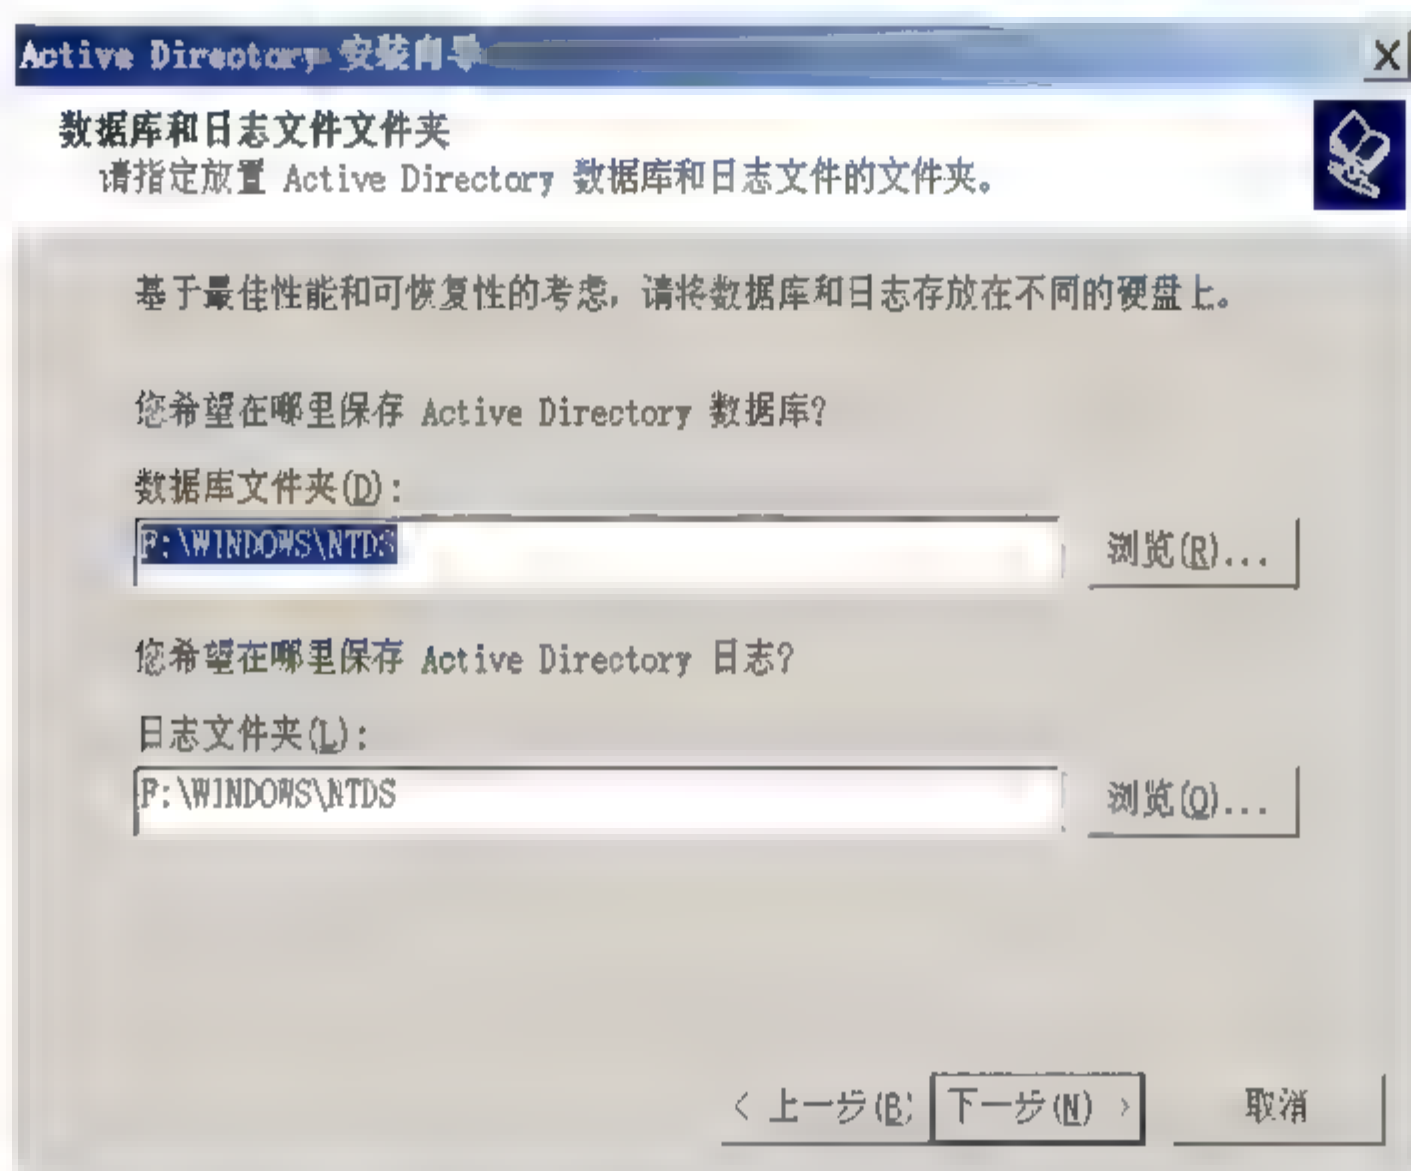 Active Directory 安装向导
数据库和日志文件文件夹
请指定放置 Active Directory 数据库和日志文件的文件夹。
基于最佳性能和可恢复性的考虑，请将数据库和日志存放在不同的硬盘上。
您希望在哪里保存 Active Directory 数据库?
数据库文件夹(D):
F:\WINDOWS\NTDS
浏览(R)...
您希望在哪里保存 Active Directory 日志?
日志文件夹(L):
F:\WINDOWS\NTDS
浏览(O)...
< 上一步(B) 下一步(N) > 取消